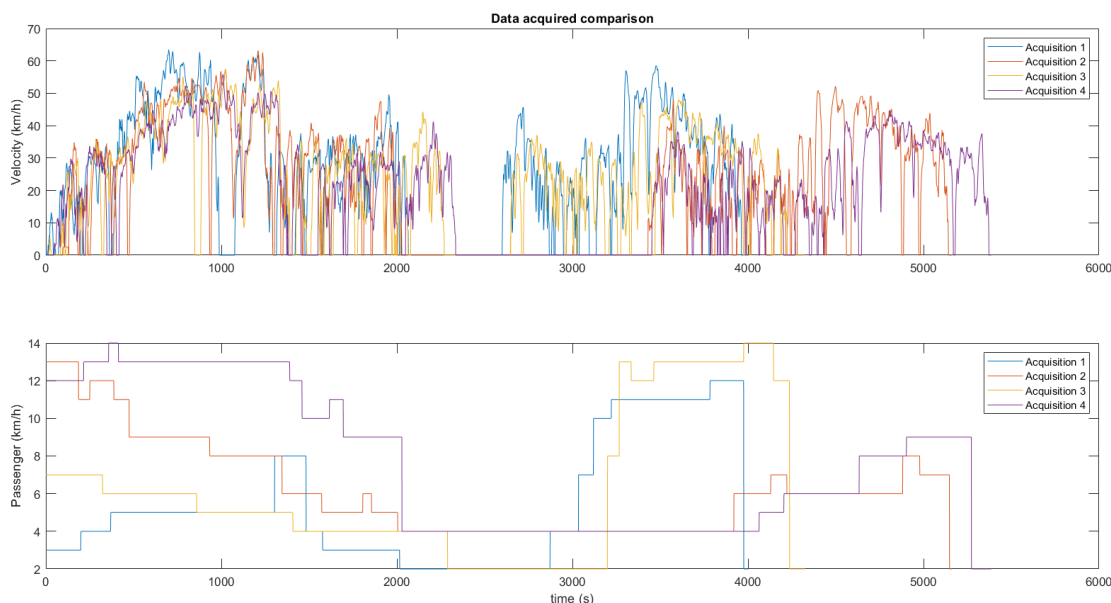 Data acquired comparison
Velocity (km/h)
70
60
50
40
30
20
10
0
0 1000 2000 3000 4000 5000 6000
Acquisition 1
Acquisition 2
Acquisition 3
Acquisition 4
Passenger (km/h)
14
12
10
8
6
4
2
0 1000 2000 3000 4000 5000 6000
time (s)
Acquisition 1
Acquisition 2
Acquisition 3
Acquisition 4